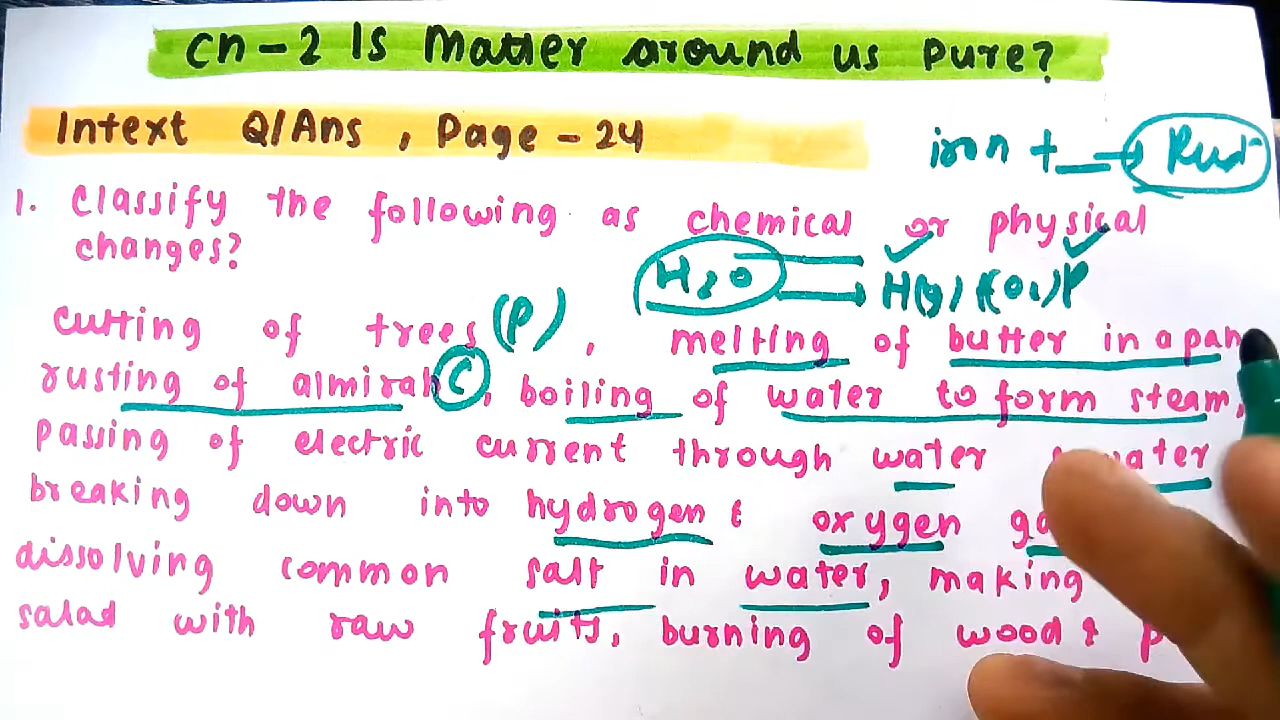 Ch-2 Is Matter around us Pure?
Intext Q/Ans, Page-24
iron + __ → Rust
1. Classify the following as chemical or physical
changes?
H2O → H(g) + (O2)
cutting of trees (P), melting of butter in a pan
rusting of almirah C, boiling of water to form steam,
passing of electric current through water water
breaking down into hydrogen & oxygen
dissolving common salt in water, making
salad with raw fruits, burning of wood &